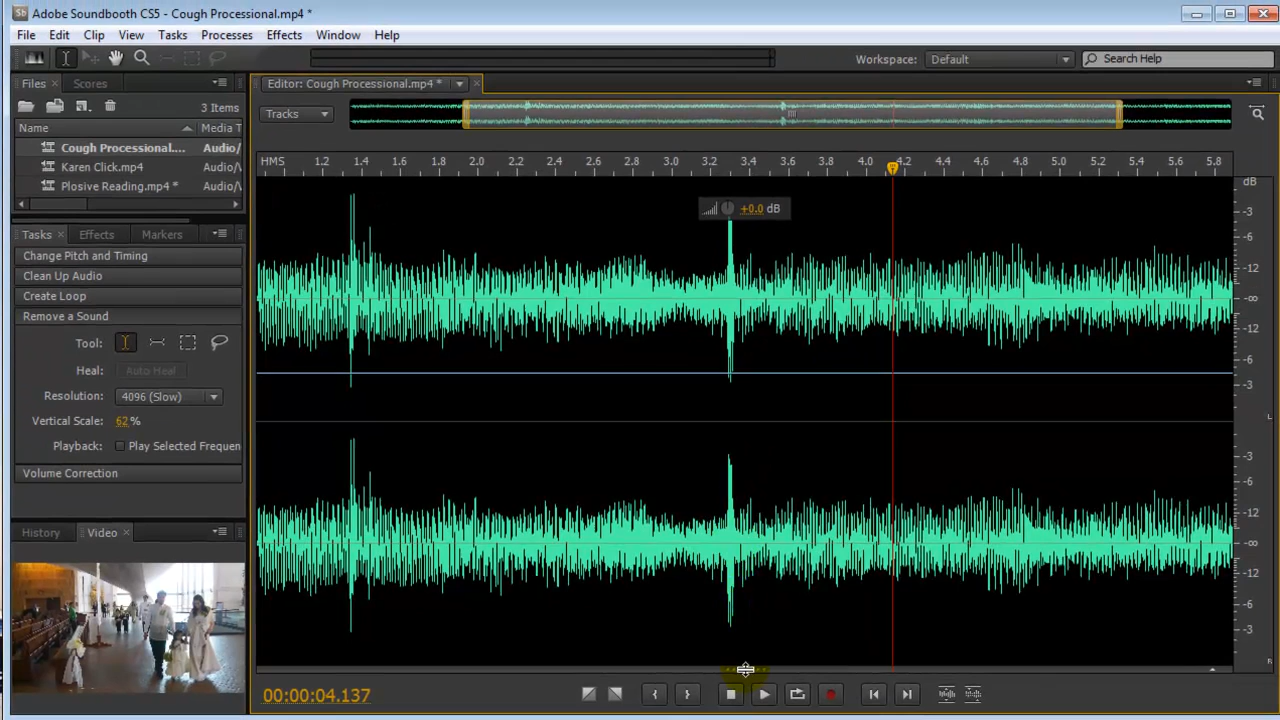 Sb Adobe Soundbooth CS5 - Cough Processional.mp4 *
File Edit Clip View Tasks Processes Effects Window Help
Workspace: Default Search Help
Files Scores
Editor: Cough Processional.mp4 *
3 Items
Tracks
Name Media T
Cough Processional.... Audio/
Karen Click.mp4 Audio/
Plosive Reading.mp4 * Audio/
HMS 1.2 1.4 1.6 1.8 2.0 2.2 2.4 2.6 2.8 3.0 3.2 3.4 3.6 3.8 4.0 4.2 4.4 4.6 4.8 5.0 5.2 5.4 5.6 5.8
dB
-3
-6
-12
-∞
-12
-6
-3
+0.0 dB
L
Tasks Effects Markers
Change Pitch and Timing
Clean Up Audio
Create Loop
Remove a Sound
Tool:
Heal: Auto Heal
Resolution: 4096 (Slow)
Vertical Scale: 62 %
Playback: Play Selected Frequen
Volume Correction
-3
-6
-12
-∞
-12
-6
-3
R
History Video
00:00:04.137